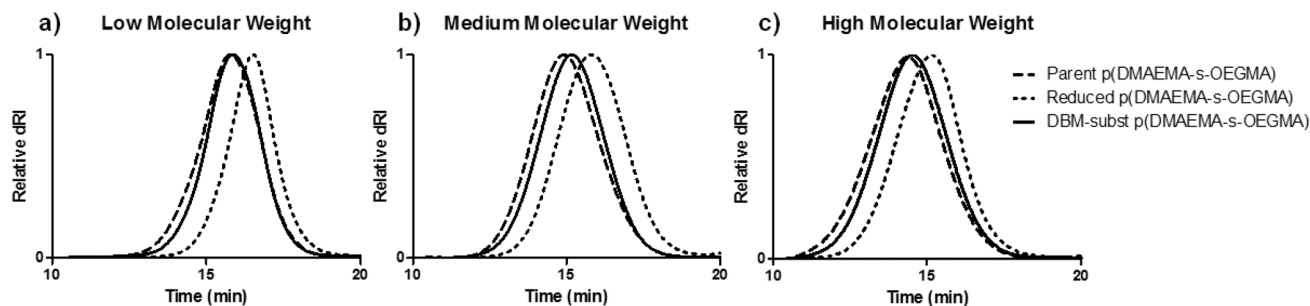 a) Low Molecular Weight
1
Relative dRI
0
10 15 20
Time (min)
b) Medium Molecular Weight
1
Relative dRI
0
10 15 20
Time (min)
c) High Molecular Weight
1
Relative dRI
0
10 15 20
Time (min)
Parent p(DMAEMA-s-OEGMA)
Reduced p(DMAEMA-s-OEGMA)
DBM-subst p(DMAEMA-s-OEGMA)